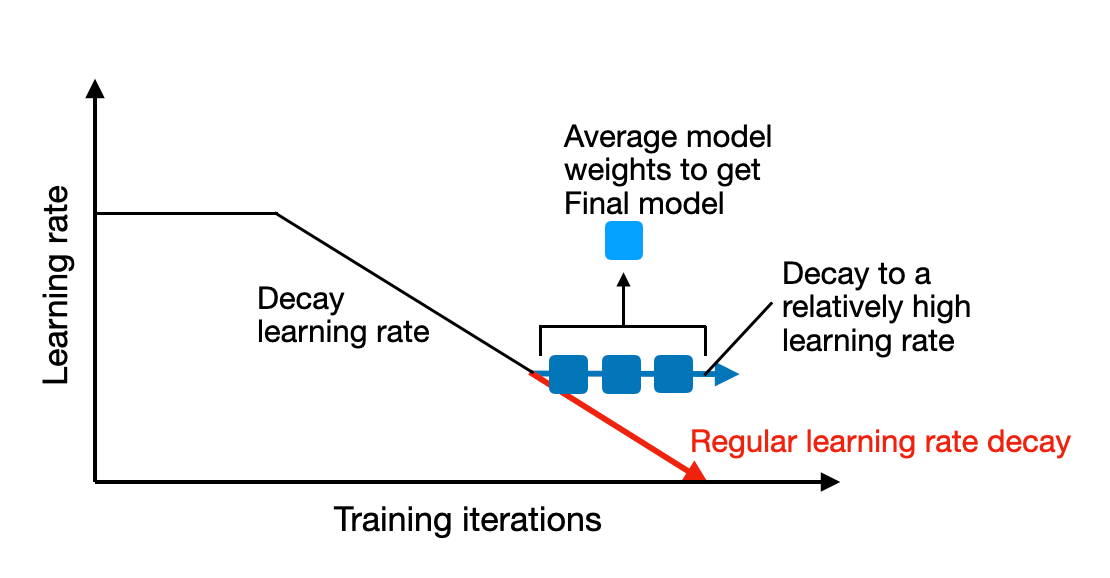 Average model
weights to get
Final model
Decay to a
relatively high
learning rate
Decay
learning rate
Learning rate
Regular learning rate decay
Training iterations